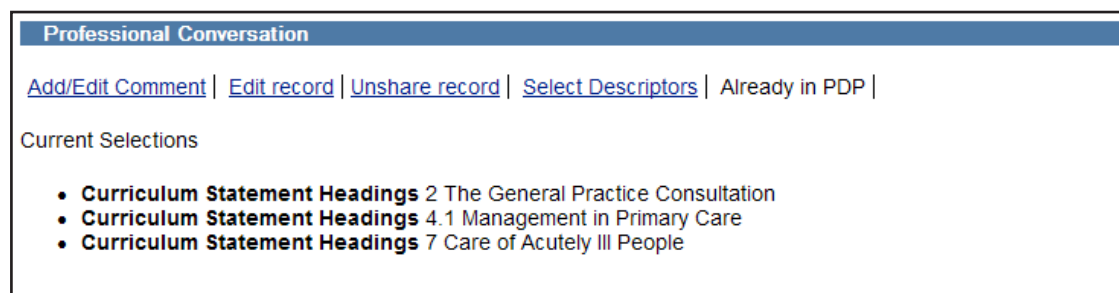 Professional Conversation
Add/Edit Comment | Edit record | Unshare record | Select Descriptors | Already in PDP |
Current Selections
• Curriculum Statement Headings 2 The General Practice Consultation
• Curriculum Statement Headings 4.1 Management in Primary Care
• Curriculum Statement Headings 7 Care of Acutely Ill People